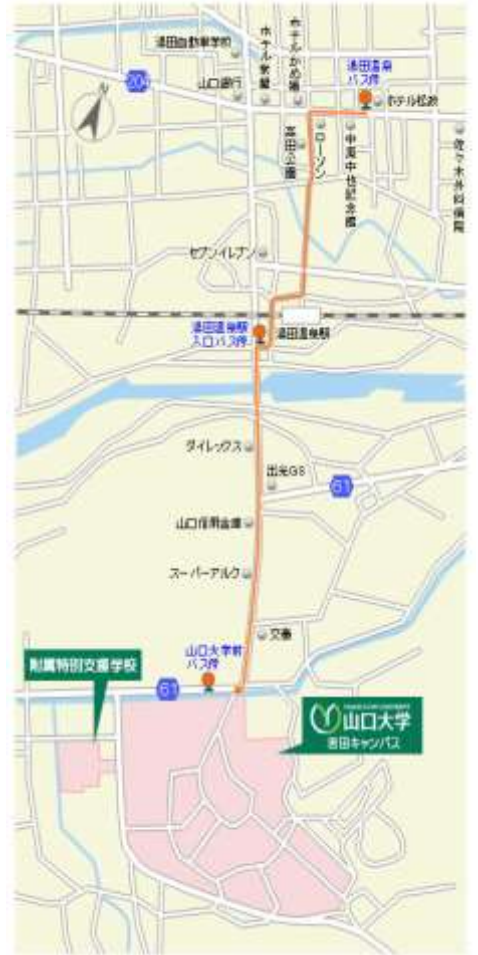 湯田自動車学校
ホテル常盤
ホテルかめ福
湯田温泉
バス停
204
N
山口銀行
ホテル松政
高田公園
ローソン
中原中也記念館
佐々木外科病院
セブンイレブン
湯田温泉駅
入口バス停
湯田温泉駅
ダイレックス
出光GS
61
山口信用金庫
スーパーアルク
交番
山口大学前
バス停
附属特別支援学校
61
山口大学
吉田キャンパス